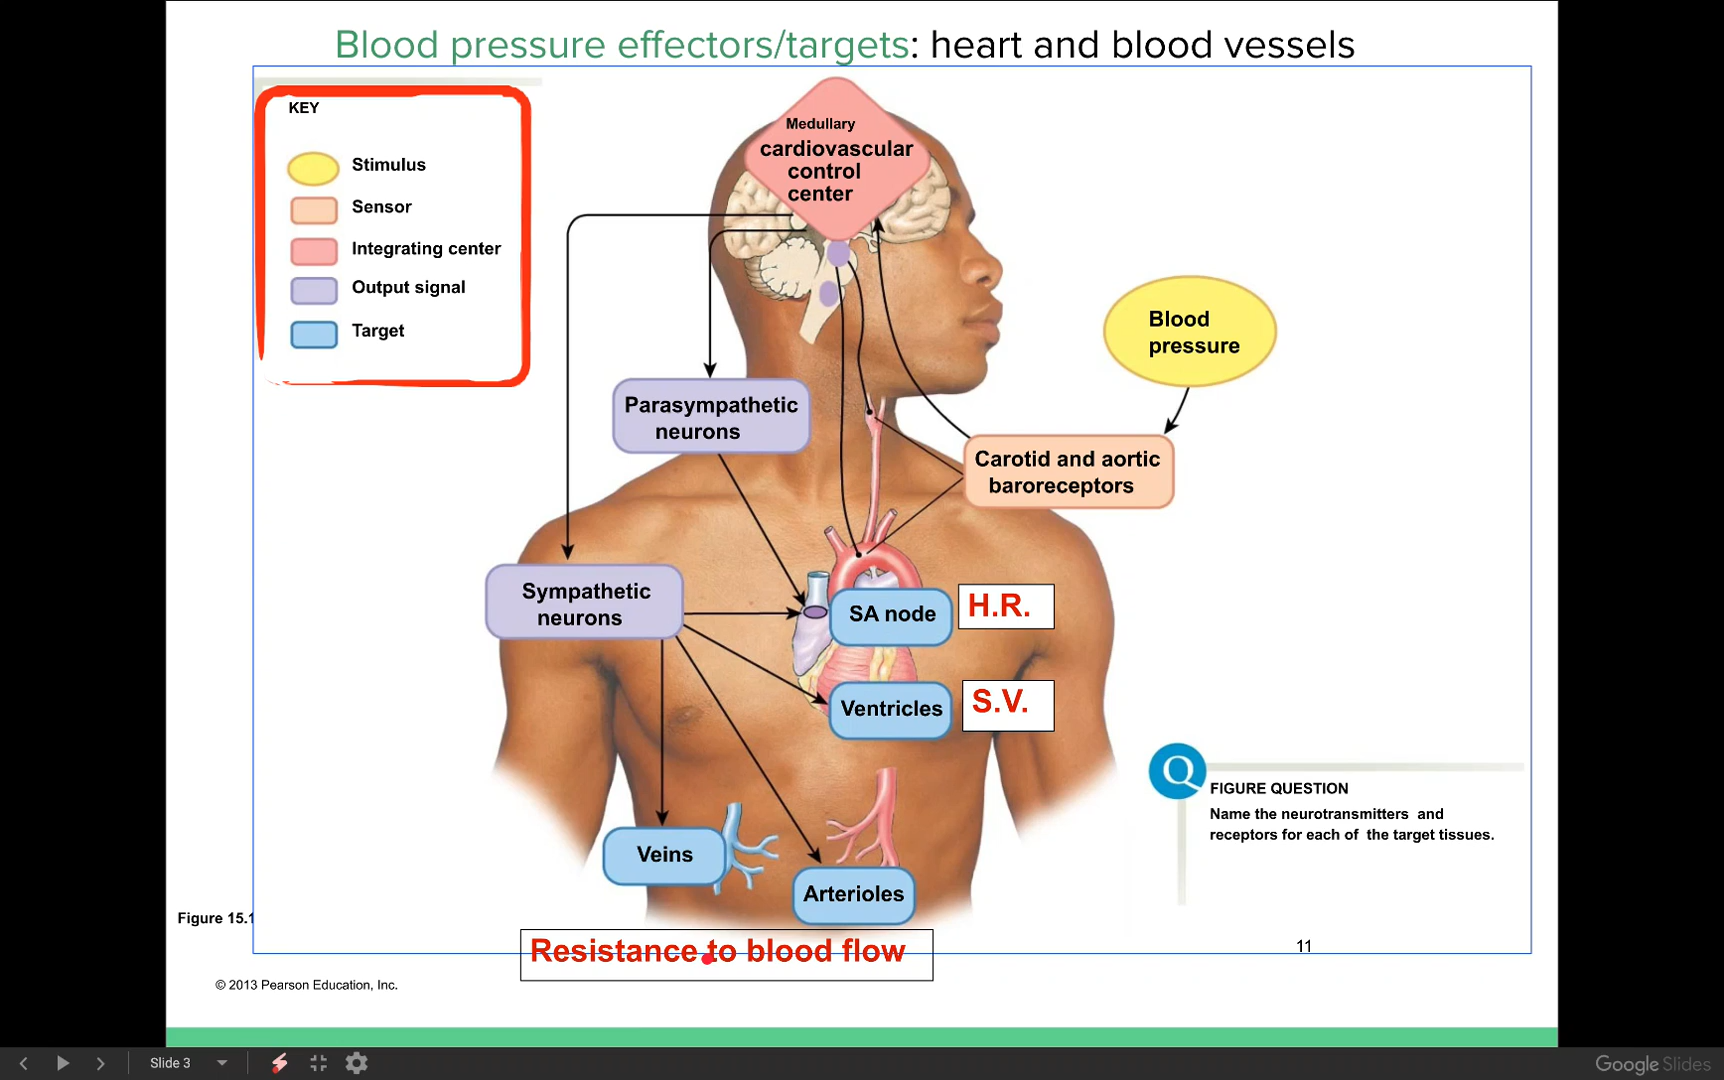 Blood pressure effectors/targets: heart and blood vessels
KEY
Stimulus
Sensor
Integrating center
Output signal
Target
Medullary
cardiovascular
control
center
Blood
pressure
Parasympathetic
neurons
Carotid and aortic
baroreceptors
Sympathetic
neurons
SA node
H.R.
Ventricles
S.V.
Veins
Arterioles
Q
FIGURE QUESTION
Name the neurotransmitters and
receptors for each of the target tissues.
Figure 15.1
Resistance to blood flow
11
© 2013 Pearson Education, Inc.
Slide 3
Google Slides